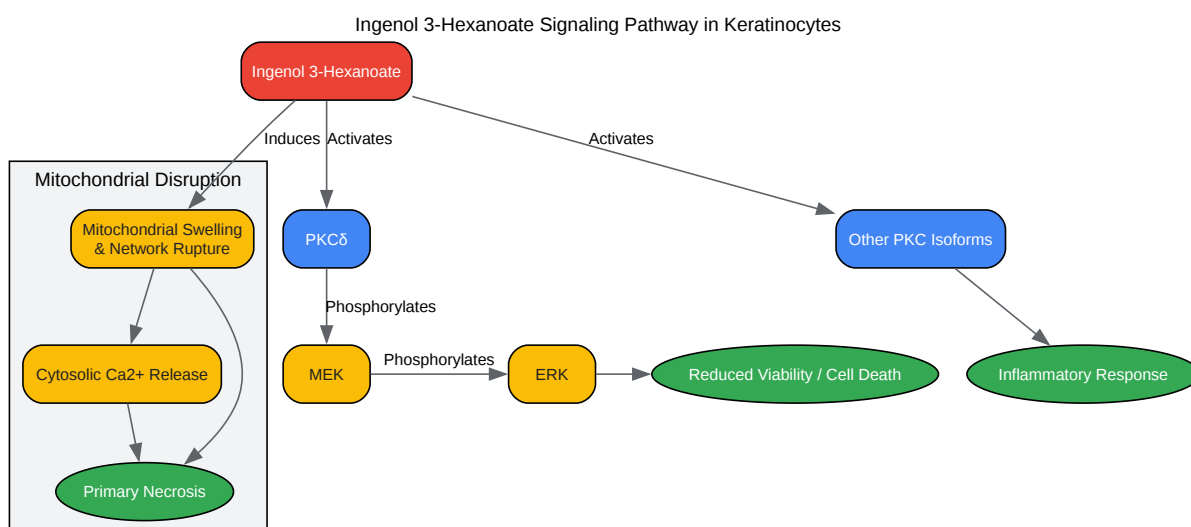 Ingenol 3-Hexanoate Signaling Pathway in Keratinocytes
Ingenol 3-Hexanoate
Induces
Activates
Activates
Mitochondrial Disruption
Mitochondrial Swelling
& Network Rupture
PKCδ
Other PKC Isoforms
Phosphorylates
Cytosolic Ca2+ Release
MEK
Phosphorylates
ERK
Reduced Viability / Cell Death
Inflammatory Response
Primary Necrosis